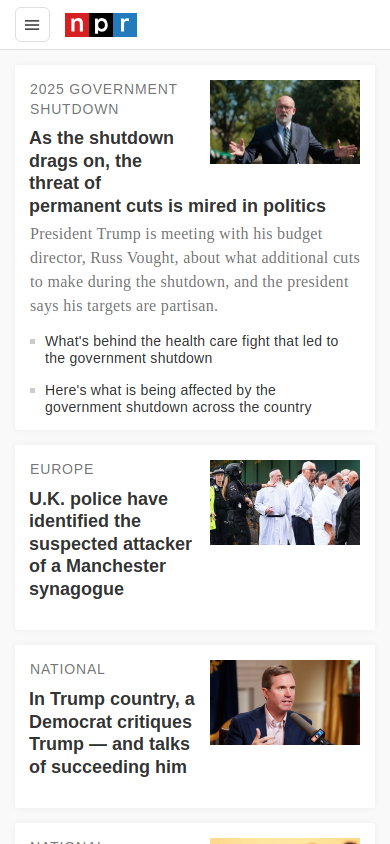 npr
2025 GOVERNMENT
SHUTDOWN
As the shutdown
drags on, the
threat of
permanent cuts is mired in politics
President Trump is meeting with his budget
director, Russ Vought, about what additional cuts
to make during the shutdown, and the president
says his targets are partisan.
What's behind the health care fight that led to
the government shutdown
Here's what is being affected by the
government shutdown across the country
EUROPE
U.K. police have
identified the
suspected attacker
of a Manchester
synagogue
NATIONAL
In Trump country, a
Democrat critiques
Trump — and talks
of succeeding him
NATIONAL